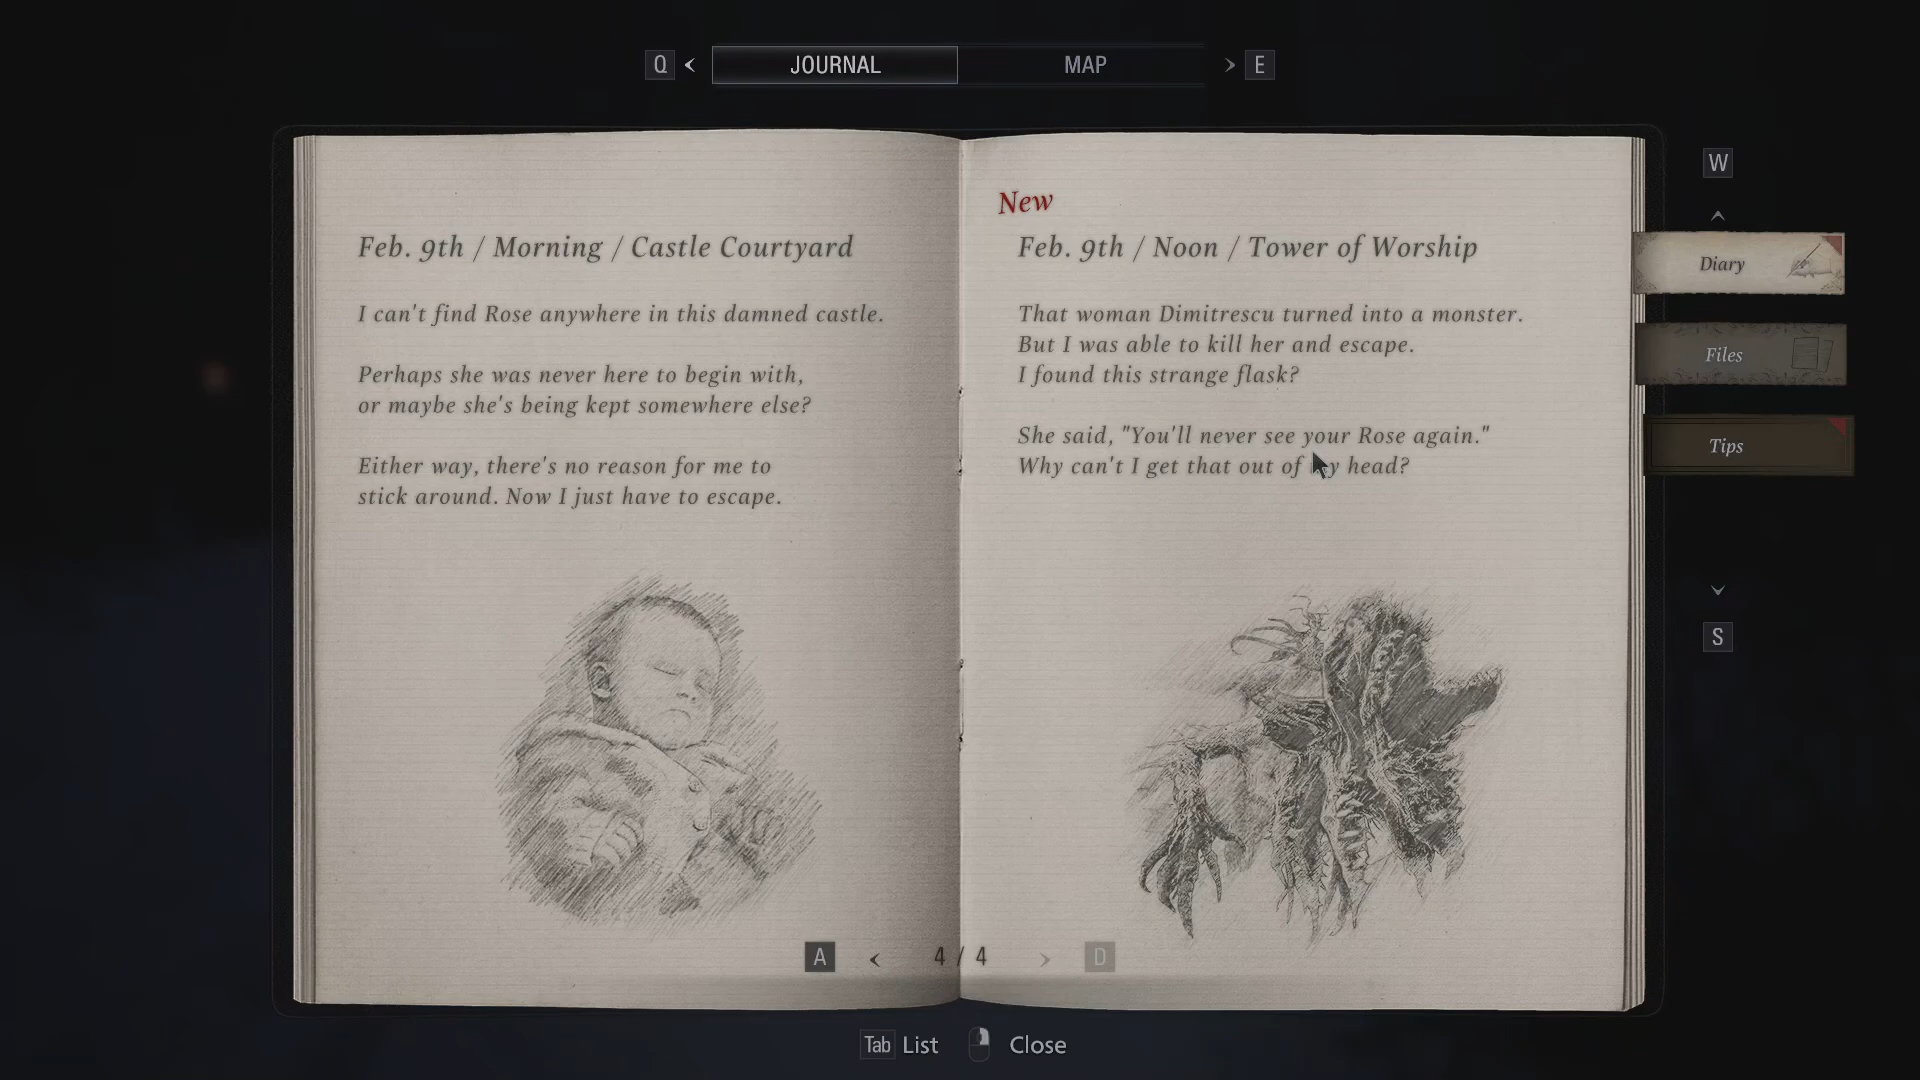 Q
JOURNAL
MAP
E
New
Feb. 9th / Morning / Castle Courtyard
I can't find Rose anywhere in this damned castle.
Perhaps she was never here to begin with,
or maybe she's being kept somewhere else?
Either way, there's no reason for me to
stick around. Now I just have to escape.
Feb. 9th / Noon / Tower of Worship
That woman Dimitrescu turned into a monster.
But I was able to kill her and escape.
I found this strange flask?
She said, "You'll never see your Rose again."
Why can't I get that out of my head?
W
Diary
Files
Tips
S
A
4 / 4
D
Tab List
Close